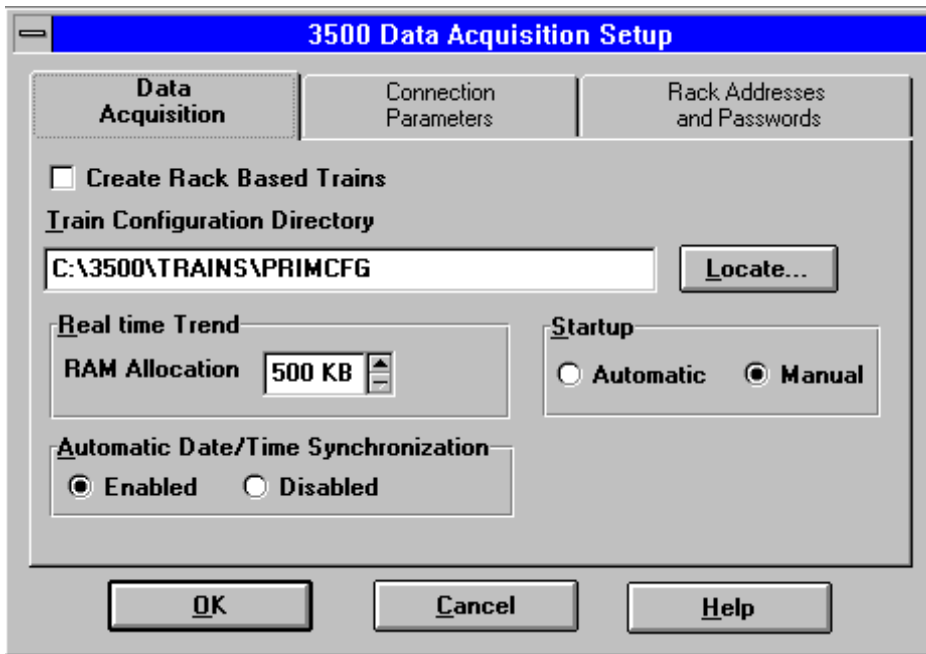 3500 Data Acquisition Setup
Data
Acquisition
Connection
Parameters
Rack Addresses
and Passwords
Create Rack Based Trains
Train Configuration Directory
C:\3500\TRAINS\PRIMCFG
Locate...
Real time Trend
RAM Allocation
500 KB
Startup
Automatic
Manual
Automatic Date/Time Synchronization
Enabled
Disabled
OK
Cancel
Help